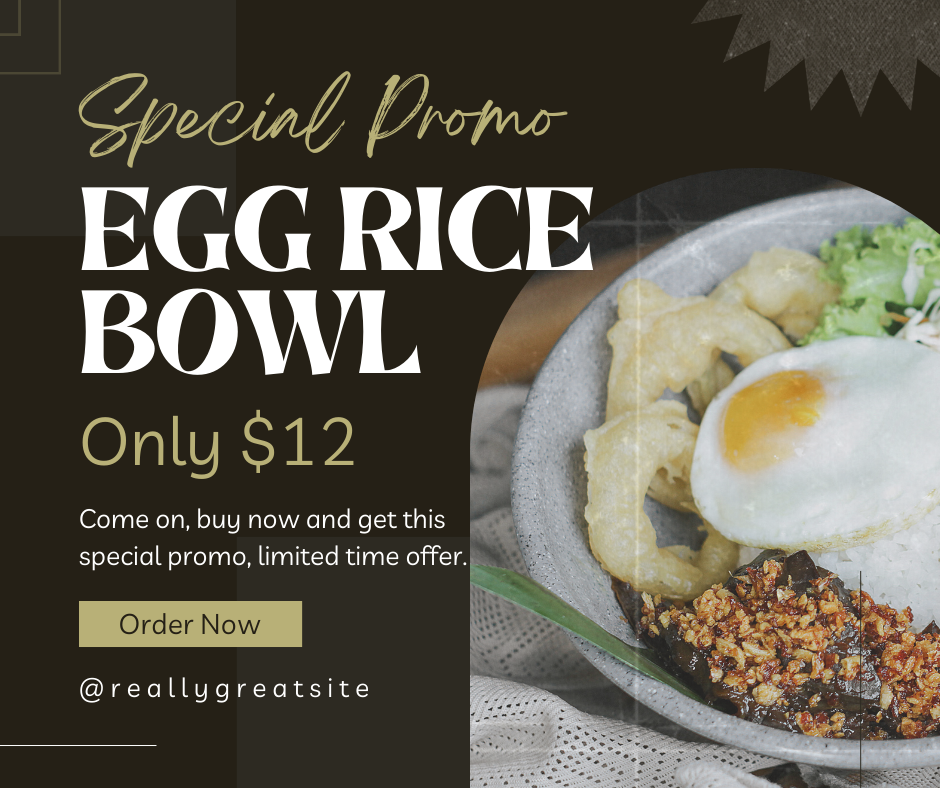 Special Promo
EGG RICE
BOWL
Only $12
Come on, buy now and get this
special promo, limited time offer.
Order Now
@reallygreatsite